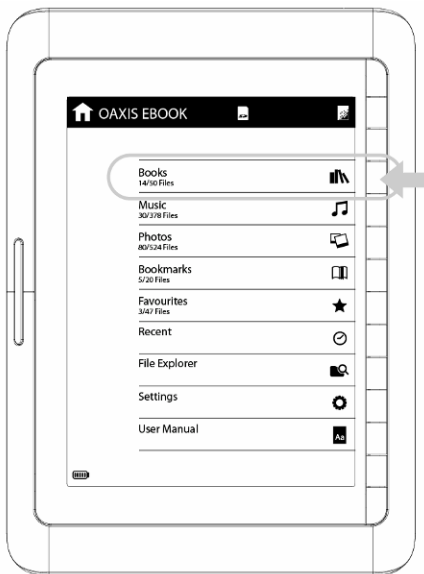 OAXIS EBOOK
Books
14/50 Files
Music
30/378 Files
Photos
80/524 Files
Bookmarks
5/20 Files
Favourites
3/47 Files
Recent
File Explorer
Settings
User Manual
Aa